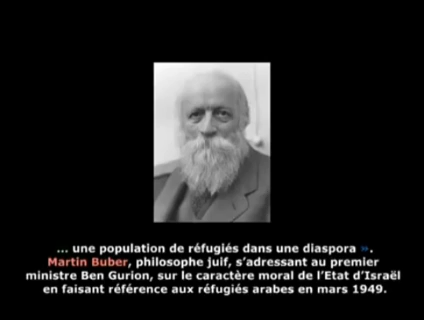 ... une population de réfugiés dans une diaspora ».
Martin Buber, philosophe juif, s'adressant au premier
ministre Ben Gurion, sur le caractère moral de l'Etat d'Israël
en faisant référence aux réfugiés arabes en mars 1949.